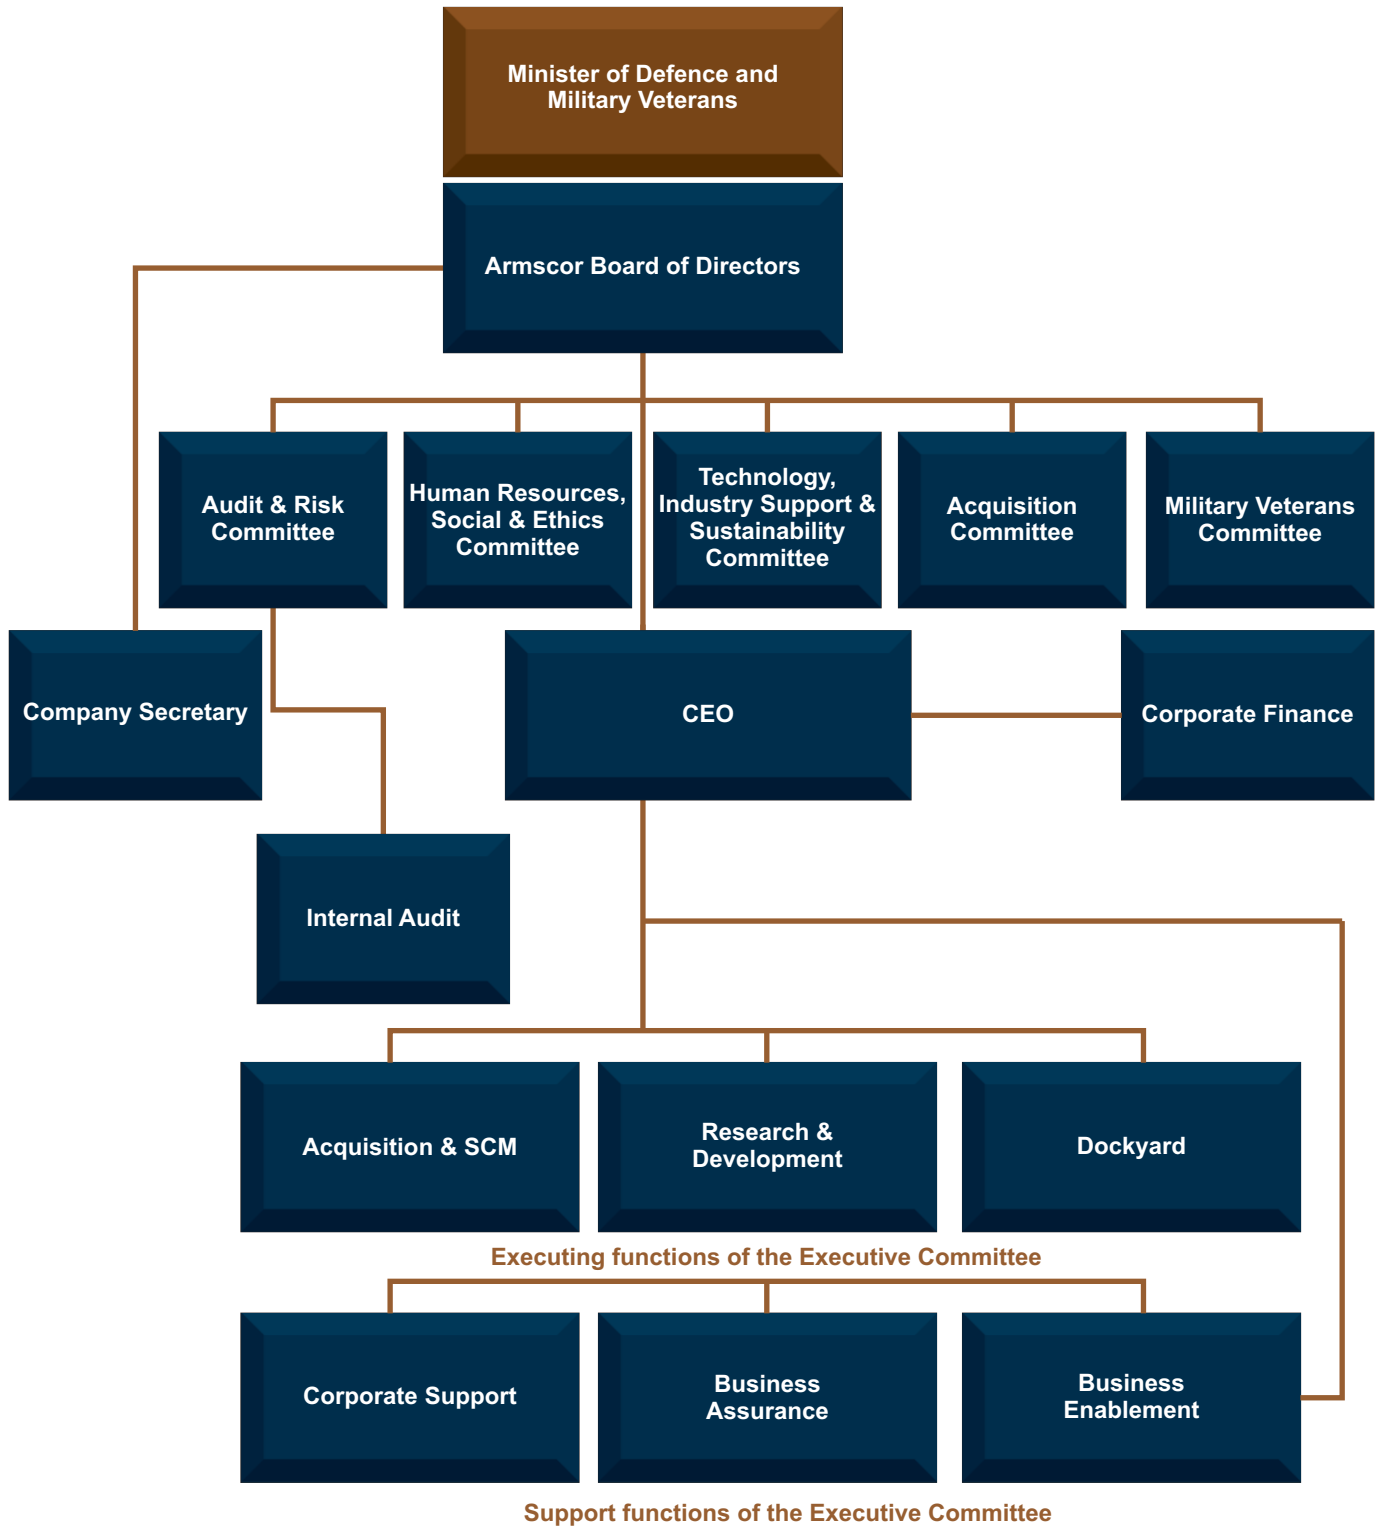 Minister of Defence and
Military Veterans
Armscor Board of Directors
Audit & Risk
Committee
Human Resources,
Social & Ethics
Committee
Technology,
Industry Support &
Sustainability
Committee
Acquisition
Committee
Military Veterans
Committee
Company Secretary
CEO
Corporate Finance
Internal Audit
Acquisition & SCM
Research &
Development
Dockyard
Executing functions of the Executive Committee
Corporate Support
Business
Assurance
Business
Enablement
Support functions of the Executive Committee